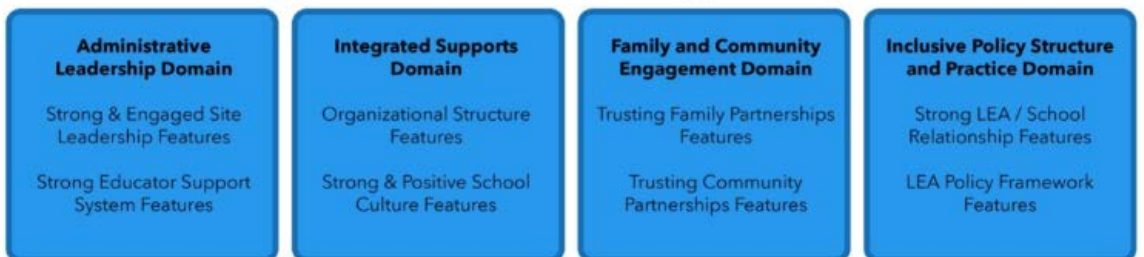 Administrative
Leadership Domain
Strong & Engaged Site
Leadership Features
Strong Educator Support
System Features
Integrated Supports
Domain
Organizational Structure
Features
Strong & Positive School
Culture Features
Family and Community
Engagement Domain
Trusting Family Partnerships
Features
Trusting Community
Partnerships Features
Inclusive Policy Structure
and Practice Domain
Strong LEA / School
Relationship Features
LEA Policy Framework
Features